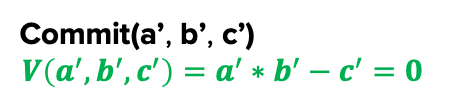 Commit(a’, b’, c’)
V(a′, b′, c′) = a′ * b′ − c′ = 0